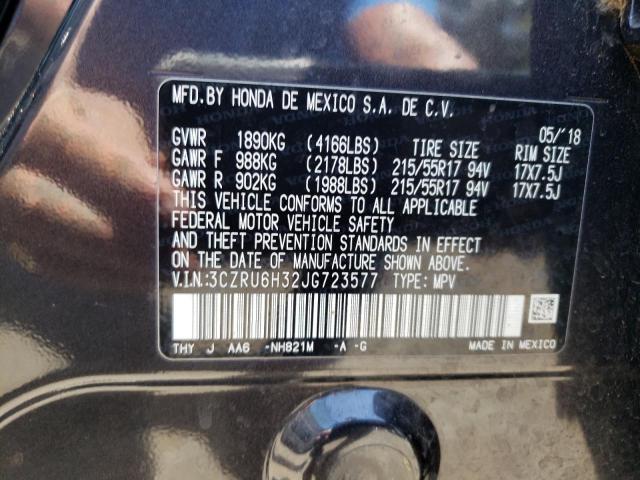 MFD.BY HONDA DE MEXICO S.A. DE C.V.
05/'18
GVWR 1890KG (4166LBS) TIRE SIZE RIM SIZE
GAWR F 988KG (2178LBS) 215/55R17 94V 17X7.5J
GAWR R 902KG (1988LBS) 215/55R17 94V 17X7.5J
THIS VEHICLE CONFORMS TO ALL APPLICABLE
FEDERAL MOTOR VEHICLE SAFETY
AND THEFT PREVENTION STANDARDS IN EFFECT
ON THE DATE OF MANUFACTURE SHOWN ABOVE.
V.I.N.:3CZRU6H32JG723577 TYPE: MPV
THY J AA6 -NH821M -A -G MADE IN MEXICO